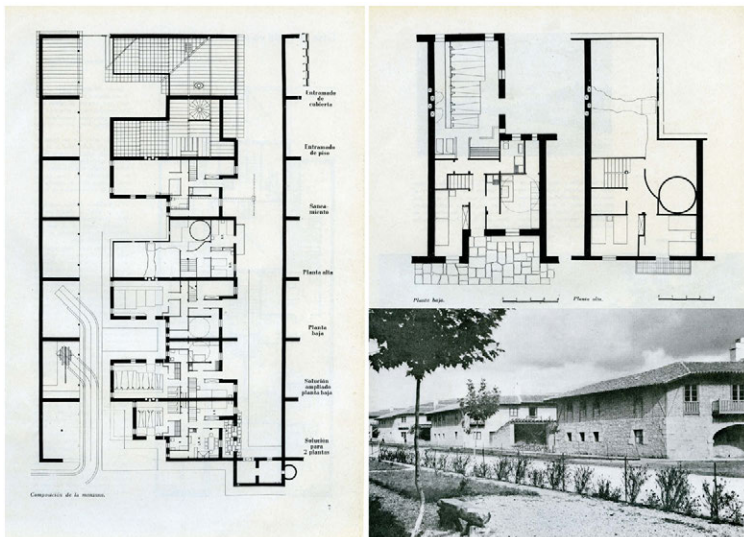 Entramado
de
cubierta
Entramado
de piso
Sanea-
miento
Planta alta
Planta
baja
Solución
ampliado
planta baja
Solución
para
2 plantas
Composición de la manzana.
7
Planta baja.
Planta alta.